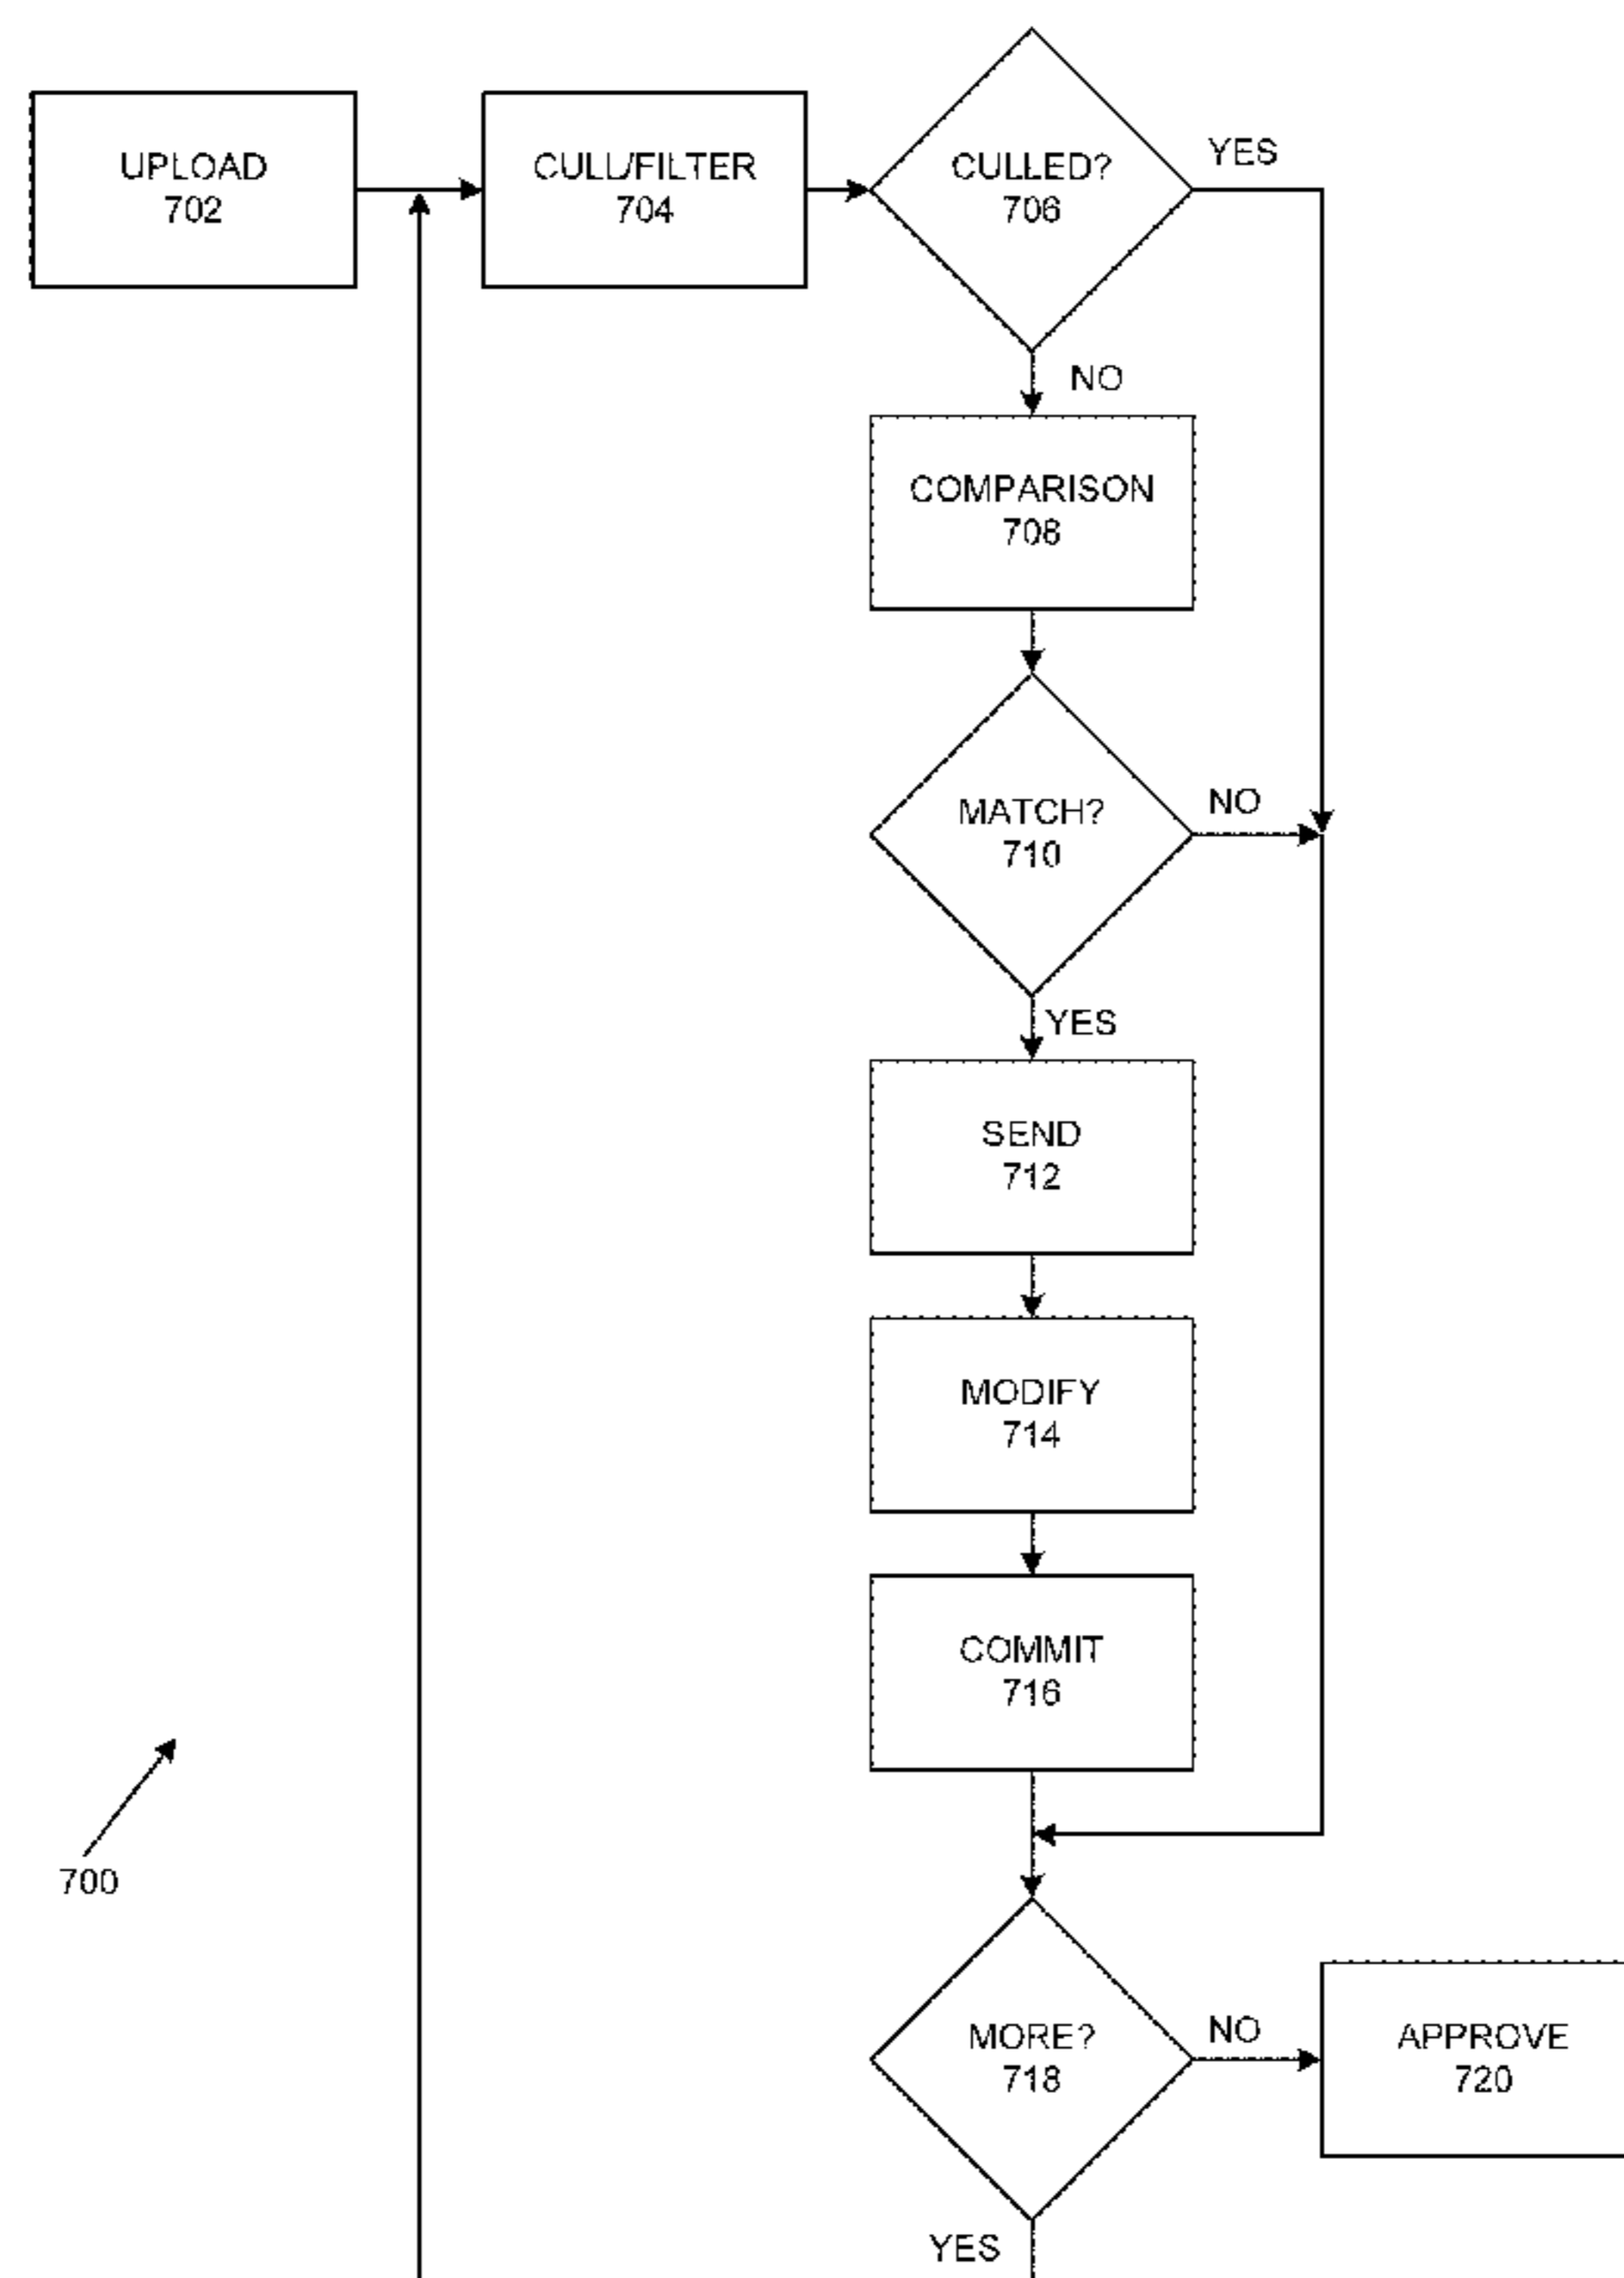 UPLOAD
702
CULL/FILTER
704
CULLED?
706
YES
NO
COMPARISON
708
MATCH?
710
NO
YES
SEND
712
MODIFY
714
COMMIT
716
700
MORE?
718
NO
APPROVE
720
YES